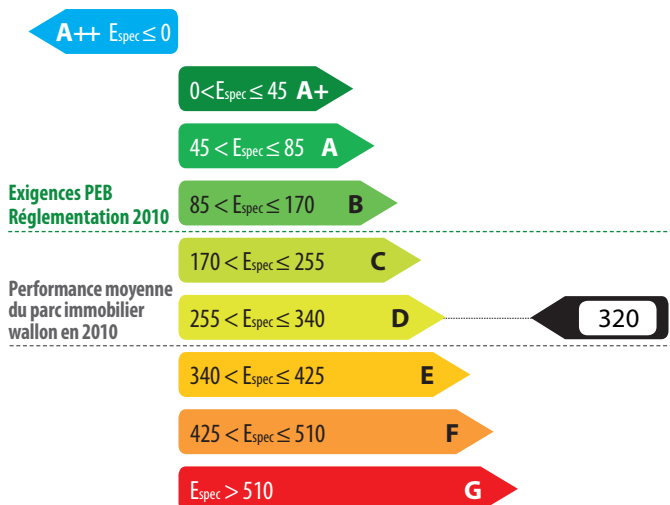 A++ Espec ≤ 0
0<Espec ≤ 45 A+
45 < Espec ≤ 85 A
Exigences PEB
Réglementation 2010
85 < Espec ≤ 170 B
170 < Espec ≤ 255 C
Performance moyenne
du parc immobilier
wallon en 2010
255 < Espec ≤ 340 D
320
340 < Espec ≤ 425 E
425 < Espec ≤ 510 F
Espec > 510 G